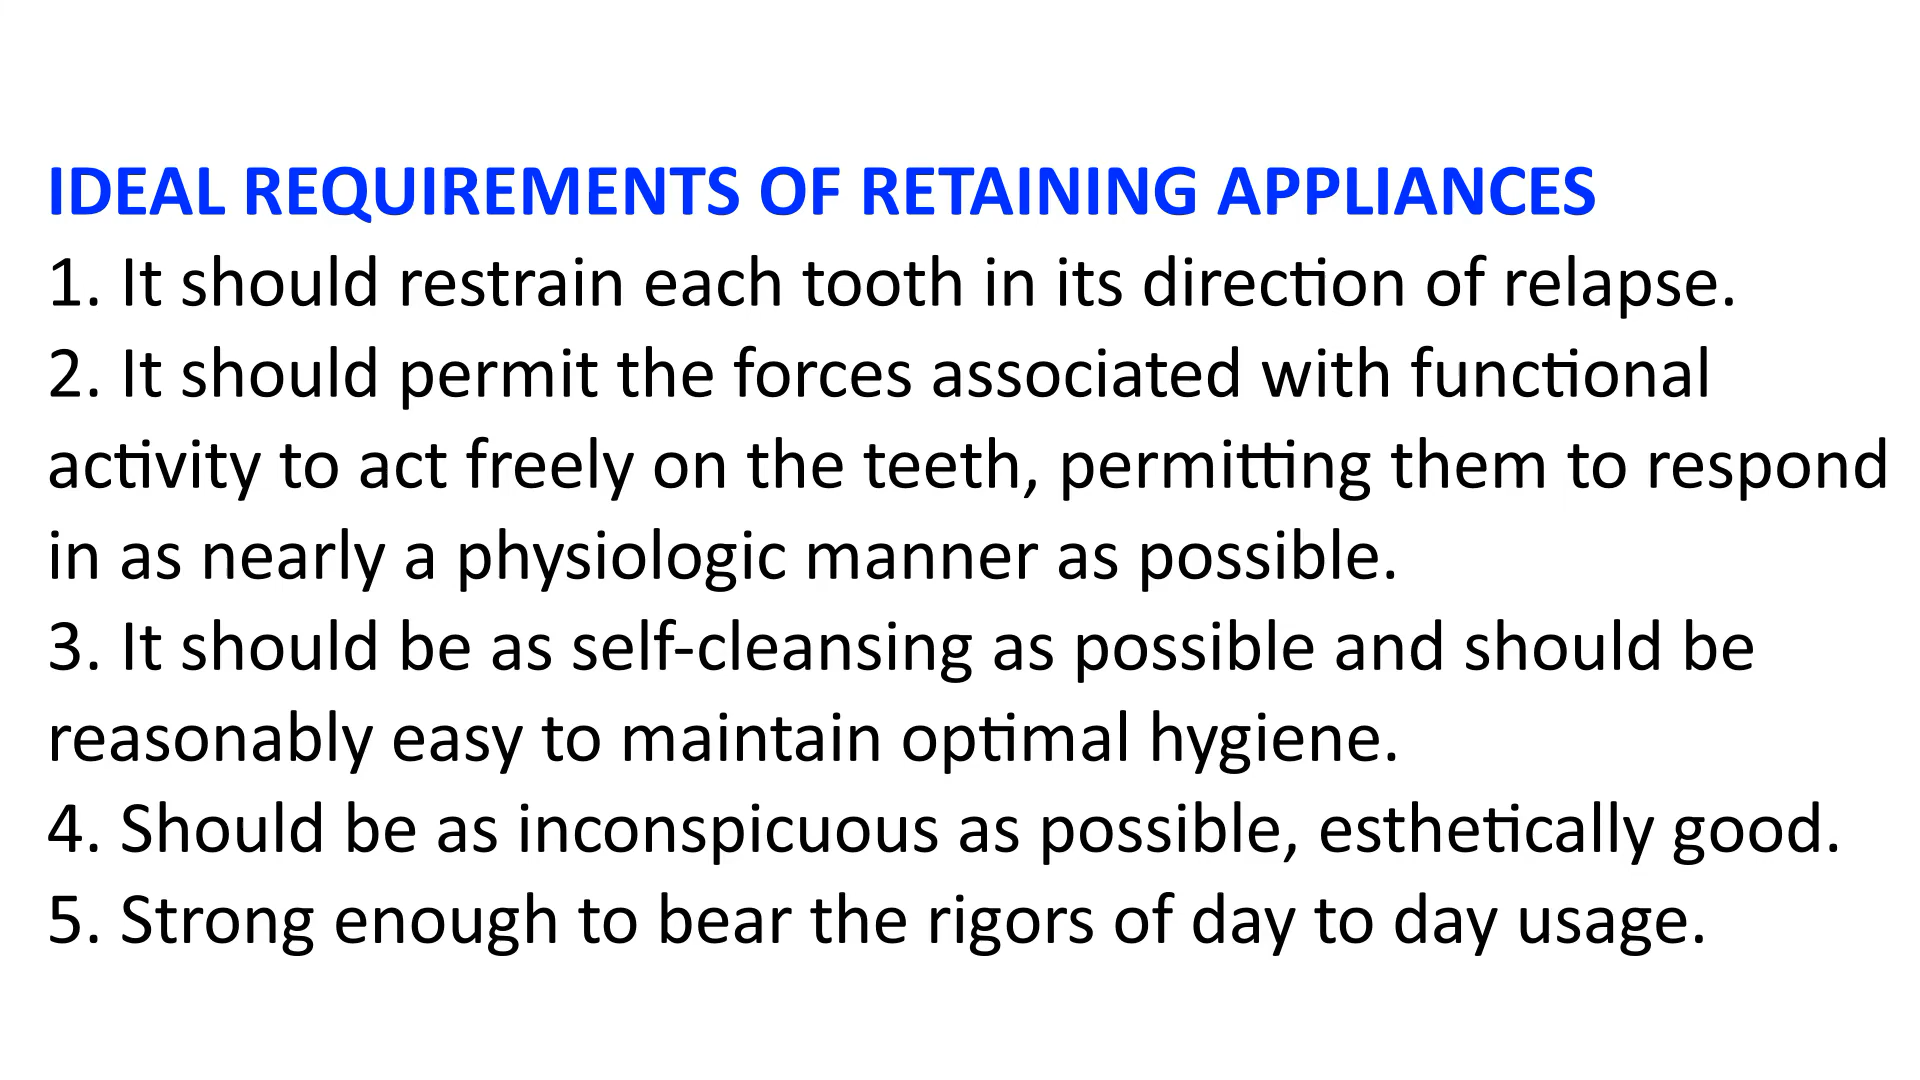 IDEAL REQUIREMENTS OF RETAINING APPLIANCES
1. It should restrain each tooth in its direction of relapse.
2. It should permit the forces associated with functional
activity to act freely on the teeth, permitting them to respond
in as nearly a physiologic manner as possible.
3. It should be as self-cleansing as possible and should be
reasonably easy to maintain optimal hygiene.
4. Should be as inconspicuous as possible, esthetically good.
5. Strong enough to bear the rigors of day to day usage.